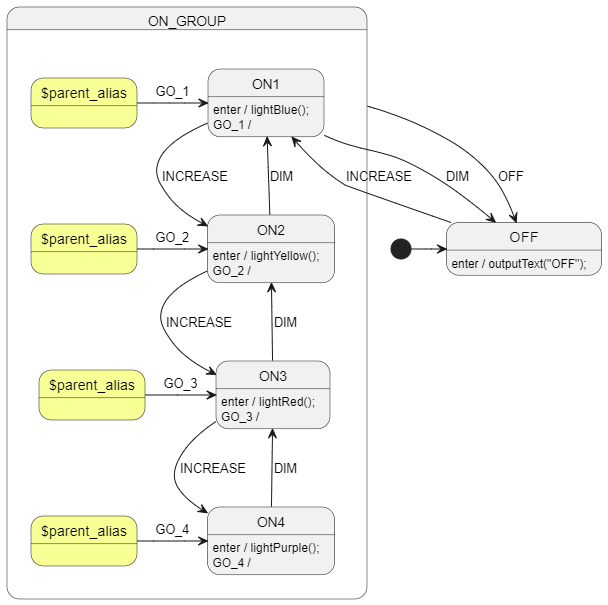 ON_GROUP
$parent_alias
GO_1
ON1
enter / lightBlue();
GO_1 /
INCREASE
DIM
INCREASE
DIM
OFF
$parent_alias
GO_2
ON2
enter / lightYellow();
GO_2 /
OFF
enter / outputText("OFF");
INCREASE
DIM
$parent_alias
GO_3
ON3
enter / lightRed();
GO_3 /
INCREASE
DIM
$parent_alias
GO_4
ON4
enter / lightPurple();
GO_4 /